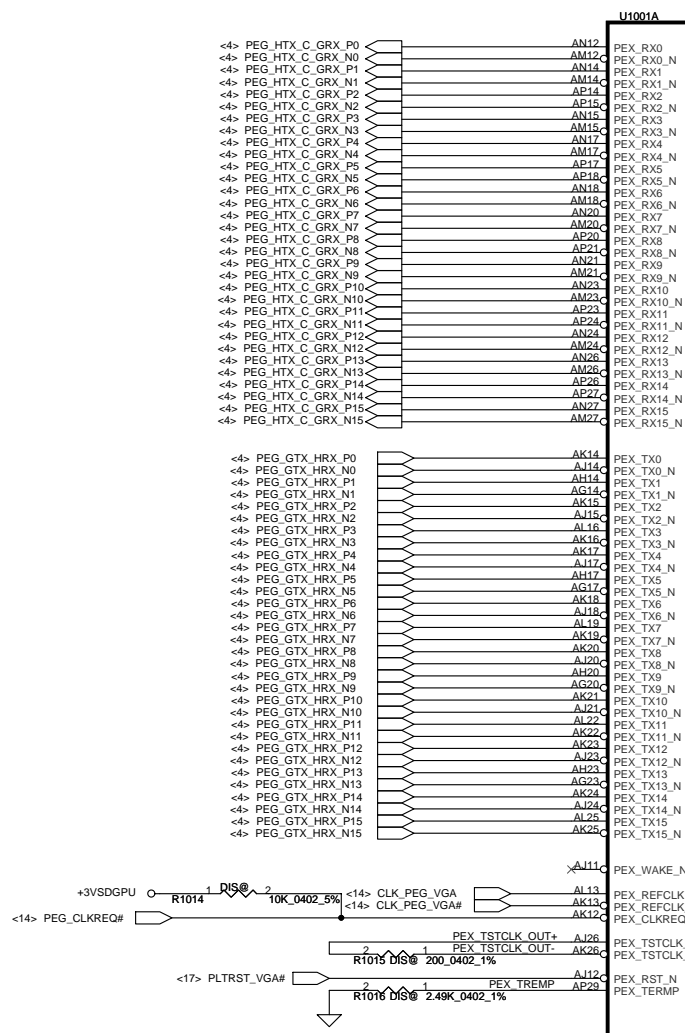 U1001A
<4> PEG_HTX_C_GRX_P0 AN12 PEX_RX0
<4> PEG_HTX_C_GRX_N0 AM12 PEX_RX0_N
<4> PEG_HTX_C_GRX_P1 AN14 PEX_RX1
<4> PEG_HTX_C_GRX_N1 AM14 PEX_RX1_N
<4> PEG_HTX_C_GRX_P2 AP14 PEX_RX2
<4> PEG_HTX_C_GRX_N2 AP15 PEX_RX2_N
<4> PEG_HTX_C_GRX_P3 AN15 PEX_RX3
<4> PEG_HTX_C_GRX_N3 AM15 PEX_RX3_N
<4> PEG_HTX_C_GRX_P4 AN17 PEX_RX4
<4> PEG_HTX_C_GRX_N4 AM17 PEX_RX4_N
<4> PEG_HTX_C_GRX_P5 AP17 PEX_RX5
<4> PEG_HTX_C_GRX_N5 AP18 PEX_RX5_N
<4> PEG_HTX_C_GRX_P6 AN18 PEX_RX6
<4> PEG_HTX_C_GRX_N6 AM18 PEX_RX6_N
<4> PEG_HTX_C_GRX_P7 AN20 PEX_RX7
<4> PEG_HTX_C_GRX_N7 AM20 PEX_RX7_N
<4> PEG_HTX_C_GRX_P8 AP20 PEX_RX8
<4> PEG_HTX_C_GRX_N8 AP21 PEX_RX8_N
<4> PEG_HTX_C_GRX_P9 AN21 PEX_RX9
<4> PEG_HTX_C_GRX_N9 AM21 PEX_RX9_N
<4> PEG_HTX_C_GRX_P10 AN23 PEX_RX10
<4> PEG_HTX_C_GRX_N10 AM23 PEX_RX10_N
<4> PEG_HTX_C_GRX_P11 AP23 PEX_RX11
<4> PEG_HTX_C_GRX_N11 AP24 PEX_RX11_N
<4> PEG_HTX_C_GRX_P12 AN24 PEX_RX12
<4> PEG_HTX_C_GRX_N12 AM24 PEX_RX12_N
<4> PEG_HTX_C_GRX_P13 AN26 PEX_RX13
<4> PEG_HTX_C_GRX_N13 AM26 PEX_RX13_N
<4> PEG_HTX_C_GRX_P14 AP26 PEX_RX14
<4> PEG_HTX_C_GRX_N14 AP27 PEX_RX14_N
<4> PEG_HTX_C_GRX_P15 AN27 PEX_RX15
<4> PEG_HTX_C_GRX_N15 AM27 PEX_RX15_N
<4> PEG_GTX_HRX_P0 AK14 PEX_TX0
<4> PEG_GTX_HRX_N0 AJ14 PEX_TX0_N
<4> PEG_GTX_HRX_P1 AH14 PEX_TX1
<4> PEG_GTX_HRX_N1 AG14 PEX_TX1_N
<4> PEG_GTX_HRX_P2 AK15 PEX_TX2
<4> PEG_GTX_HRX_N2 AJ15 PEX_TX2_N
<4> PEG_GTX_HRX_P3 AL16 PEX_TX3
<4> PEG_GTX_HRX_N3 AK16 PEX_TX3_N
<4> PEG_GTX_HRX_P4 AK17 PEX_TX4
<4> PEG_GTX_HRX_N4 AJ17 PEX_TX4_N
<4> PEG_GTX_HRX_P5 AH17 PEX_TX5
<4> PEG_GTX_HRX_N5 AG17 PEX_TX5_N
<4> PEG_GTX_HRX_P6 AK18 PEX_TX6
<4> PEG_GTX_HRX_N6 AJ18 PEX_TX6_N
<4> PEG_GTX_HRX_P7 AL19 PEX_TX7
<4> PEG_GTX_HRX_N7 AK19 PEX_TX7_N
<4> PEG_GTX_HRX_P8 AK20 PEX_TX8
<4> PEG_GTX_HRX_N8 AJ20 PEX_TX8_N
<4> PEG_GTX_HRX_P9 AH20 PEX_TX9
<4> PEG_GTX_HRX_N9 AG20 PEX_TX9_N
<4> PEG_GTX_HRX_P10 AK21 PEX_TX10
<4> PEG_GTX_HRX_N10 AJ21 PEX_TX10_N
<4> PEG_GTX_HRX_P11 AL22 PEX_TX11
<4> PEG_GTX_HRX_N11 AK22 PEX_TX11_N
<4> PEG_GTX_HRX_P12 AK23 PEX_TX12
<4> PEG_GTX_HRX_N12 AJ23 PEX_TX12_N
<4> PEG_GTX_HRX_P13 AH23 PEX_TX13
<4> PEG_GTX_HRX_N13 AG23 PEX_TX13_N
<4> PEG_GTX_HRX_P14 AK24 PEX_TX14
<4> PEG_GTX_HRX_N14 AJ24 PEX_TX14_N
<4> PEG_GTX_HRX_P15 AL25 PEX_TX15
<4> PEG_GTX_HRX_N15 AK25 PEX_TX15_N
AJ11 PEX_WAKE_N
+3VSDGPU 1 DIS@ 2 <14> CLK_PEG_VGA AL13 PEX_REFCLK
R1014 10K_0402_5% <14> CLK_PEG_VGA# AK13 PEX_REFCLK
<14> PEG_CLKREQ# AK12 PEX_CLKREQ
PEX_TSTCLK_OUT+ AJ26 PEX_TSTCLK_
2 1 PEX_TSTCLK_OUT- AK26 PEX_TSTCLK_
R1015 DIS@ 200_0402_1%
<17> PLTRST_VGA# AJ12 PEX_RST_N
2 1 PEX_TREMP AP29 PEX_TERMP
R1016 DIS@ 2.49K_0402_1%